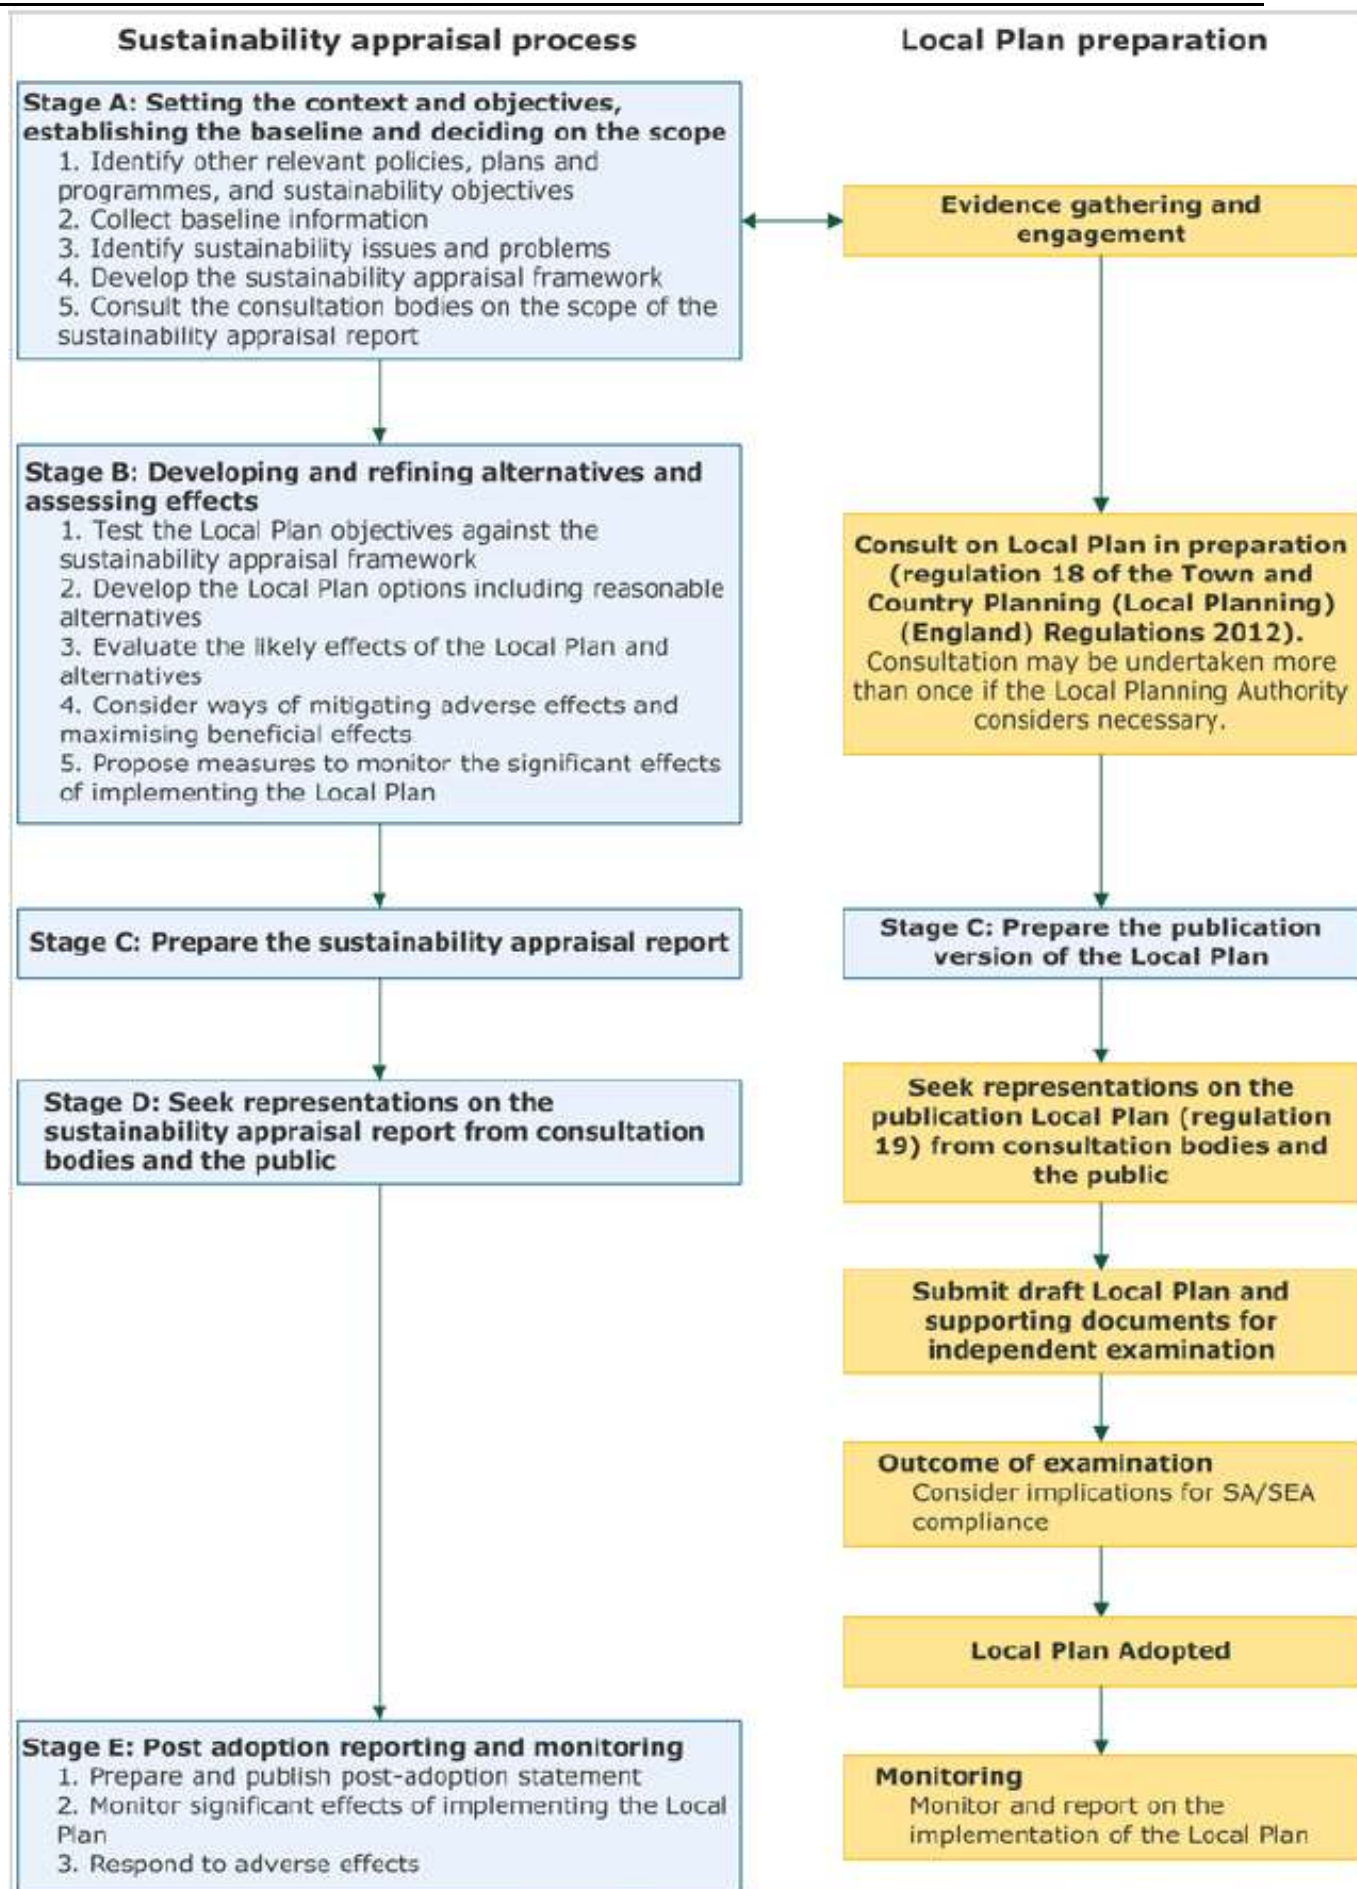 Sustainability appraisal process
Local Plan preparation
Stage A: Setting the context and objectives,
establishing the baseline and deciding on the scope
1. Identify other relevant policies, plans and
programmes, and sustainability objectives
2. Collect baseline information
3. Identify sustainability issues and problems
4. Develop the sustainability appraisal framework
5. Consult the consultation bodies on the scope of the
sustainability appraisal report
Evidence gathering and
engagement
Stage B: Developing and refining alternatives and
assessing effects
1. Test the Local Plan objectives against the
sustainability appraisal framework
2. Develop the Local Plan options including reasonable
alternatives
3. Evaluate the likely effects of the Local Plan and
alternatives
4. Consider ways of mitigating adverse effects and
maximising beneficial effects
5. Propose measures to monitor the significant effects
of implementing the Local Plan
Consult on Local Plan in preparation
(regulation 18 of the Town and
Country Planning (Local Planning)
(England) Regulations 2012).
Consultation may be undertaken more
than once if the Local Planning Authority
considers necessary.
Stage C: Prepare the sustainability appraisal report
Stage C: Prepare the publication
version of the Local Plan
Stage D: Seek representations on the
sustainability appraisal report from consultation
bodies and the public
Seek representations on the
publication Local Plan (regulation
19) from consultation bodies and
the public
Submit draft Local Plan and
supporting documents for
independent examination
Outcome of examination
Consider implications for SA/SEA
compliance
Local Plan Adopted
Stage E: Post adoption reporting and monitoring
1. Prepare and publish post-adoption statement
2. Monitor significant effects of implementing the Local
Plan
3. Respond to adverse effects
Monitoring
Monitor and report on the
implementation of the Local Plan